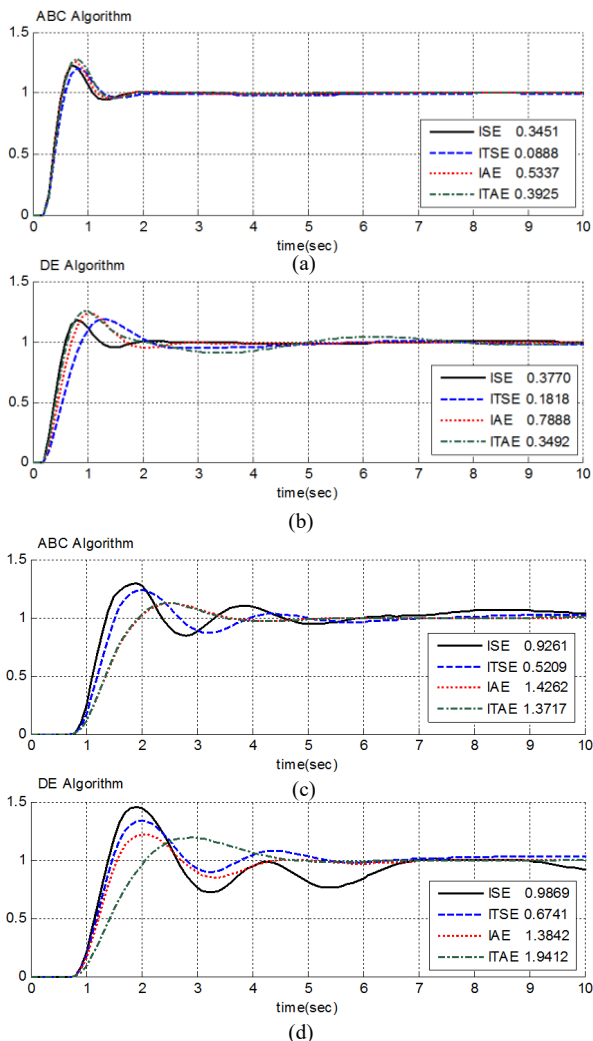 ABC Algorithm
1.5
1
0.5
0
ISE 0.3451
ITSE 0.0888
IAE 0.5337
ITAE 0.3925
0 1 2 3 4 5 6 7 8 9 10
time(sec)
(a)
DE Algorithm
1.5
1
0.5
0
ISE 0.3770
ITSE 0.1818
IAE 0.7888
ITAE 0.3492
0 1 2 3 4 5 6 7 8 9 10
time(sec)
(b)
ABC Algorithm
1.5
1
0.5
0
ISE 0.9261
ITSE 0.5209
IAE 1.4262
ITAE 1.3717
0 1 2 3 4 5 6 7 8 9 10
time(sec)
(c)
DE Algorithm
1.5
1
0.5
0
ISE 0.9869
ITSE 0.6741
IAE 1.3842
ITAE 1.9412
0 1 2 3 4 5 6 7 8 9 10
time(sec)
(d)